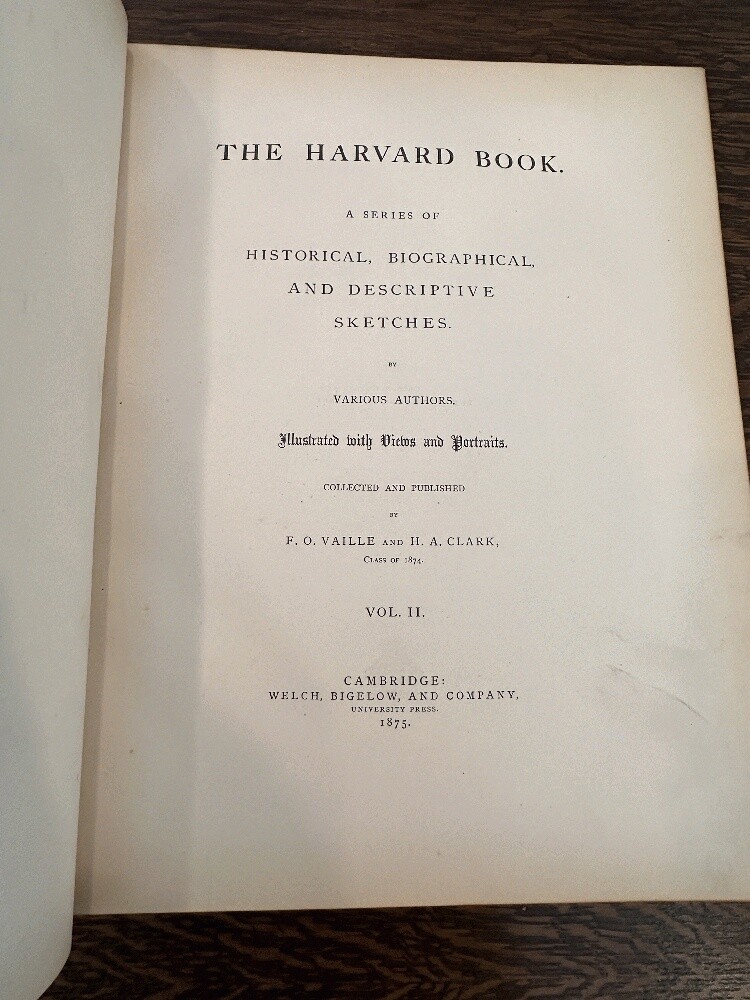 THE HARVARD BOOK.
A SERIES OF
HISTORICAL, BIOGRAPHICAL,
AND DESCRIPTIVE
SKETCHES.
BY
VARIOUS AUTHORS.
Illustrated with Views and Portraits.
COLLECTED AND PUBLISHED
BY
F. O. VAILLE AND H. A. CLARK,
CLASS OF 1874.
VOL. II.
CAMBRIDGE:
WELCH, BIGELOW, AND COMPANY,
UNIVERSITY PRESS.
1875.